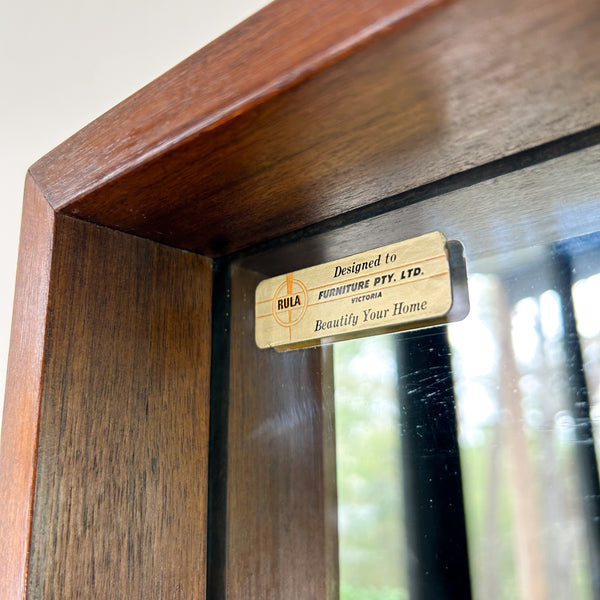 Designed to
RULA
FURNITURE PTY. LTD.
VICTORIA
Beautify Your Home